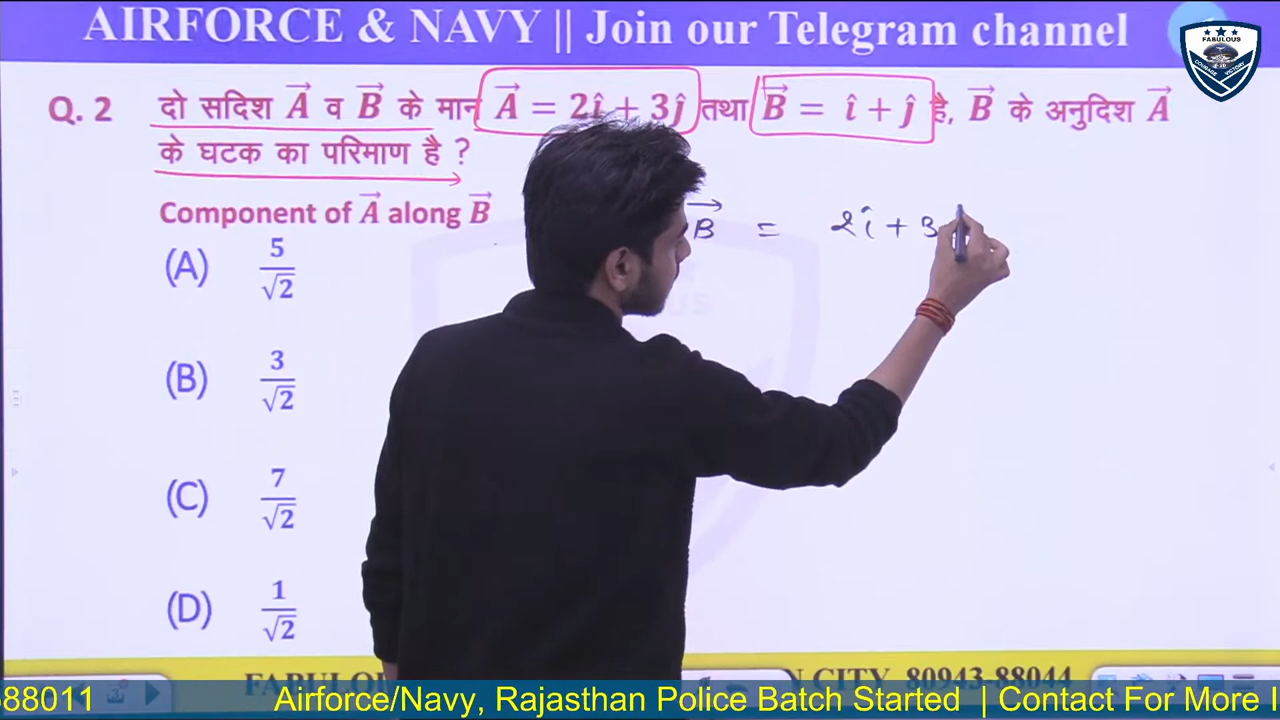 AIRFORCE & NAVY || Join our Telegram channel
FABULOUS
COURAGE VICTORY
Q. 2 दो सदिश A⃗ व B⃗ के मान A⃗ = 2î + 3ĵ तथा B⃗ = î + ĵ है, B⃗ के अनुदिश A⃗
के घटक का परिमाण है ?
Component of A⃗ along B⃗
B⃗ = 2î + 3
(A) 5/√2
(B) 3/√2
(C) 7/√2
(D) 1/√2
CITY 80943-88044
88011 Airforce/Navy, Rajasthan Police Batch Started | Contact For More